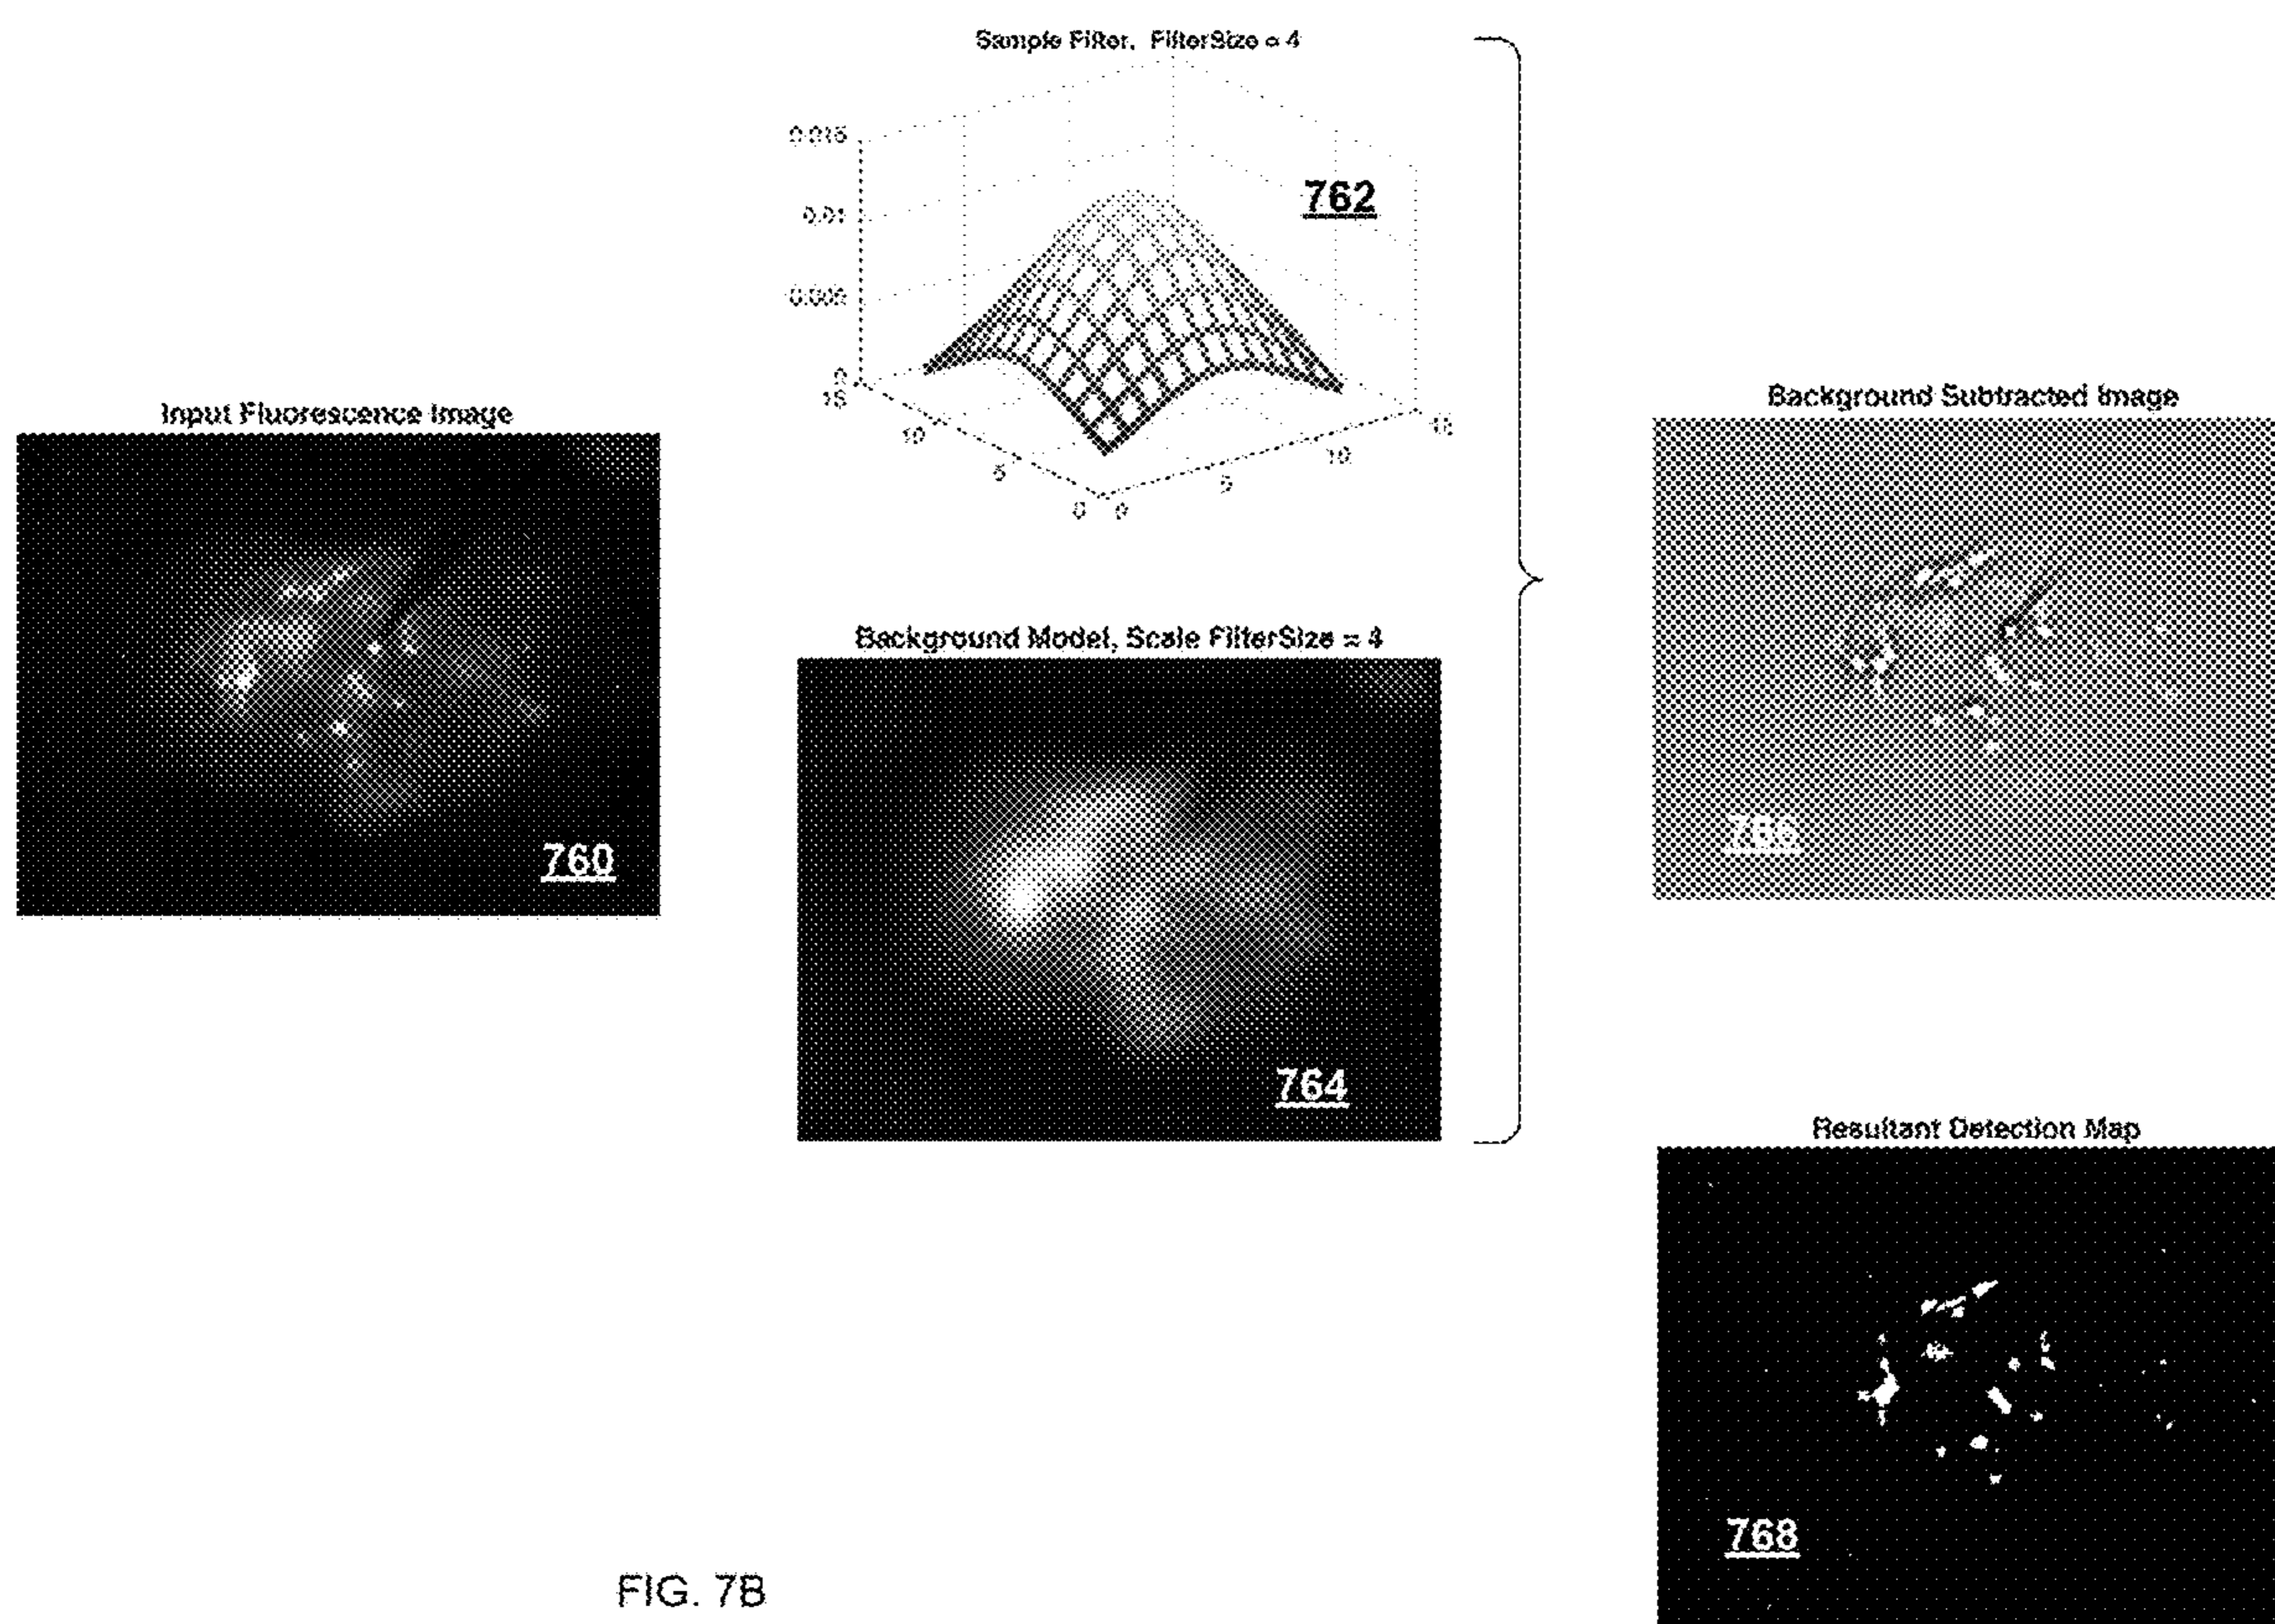 Sample Filter, FilterSize = 4
0.015
0.01
0.005
0
15
10
5
0
0
5
10
15
762
Input Fluorescence Image
760
Background Model, Scale FilterSize = 4
764
Background Subtracted Image
766
Resultant Detection Map
768
FIG. 7B